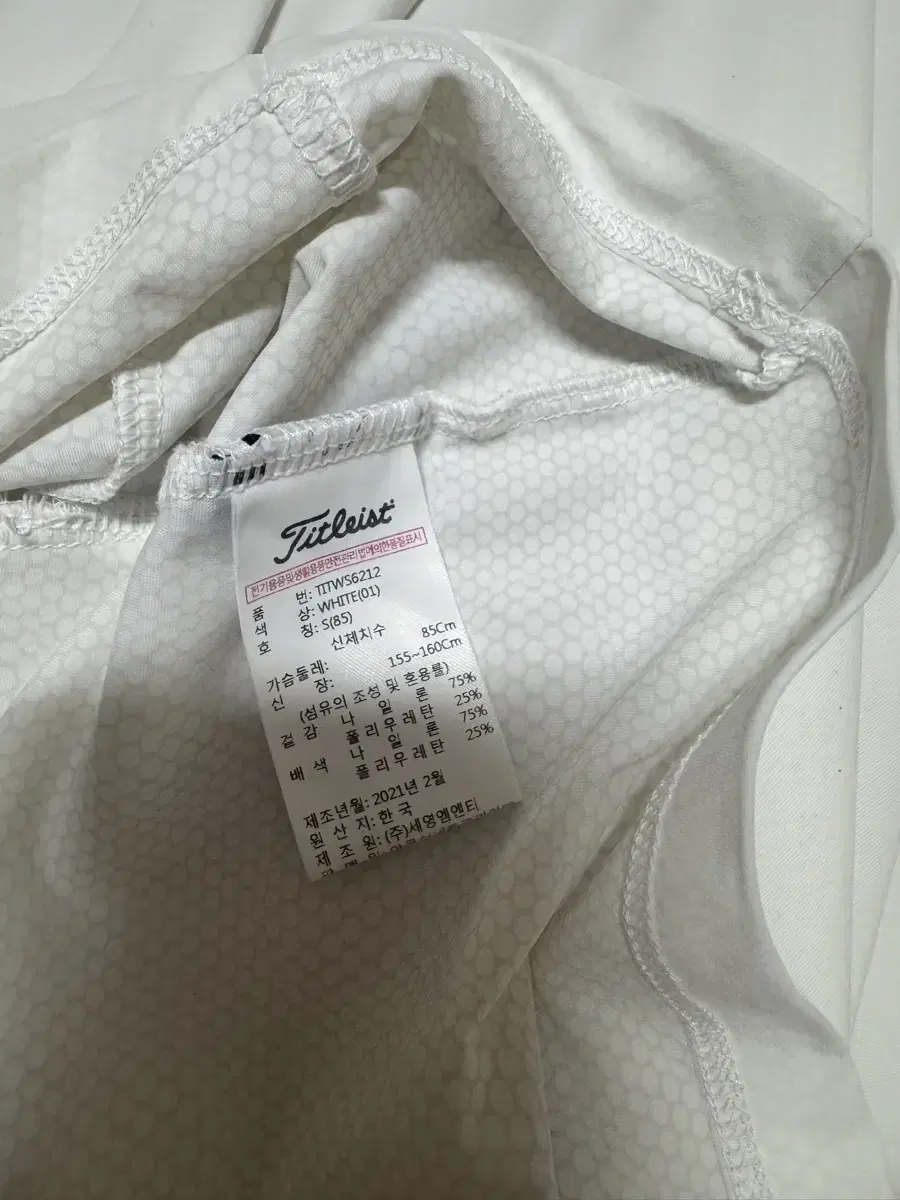 Titleist
전기용품및생활용품안전관리법에의한품질표시
품 번: TITWS6212
색 상: WHITE(01)
호 칭: S(85)
신체치수
가슴둘레: 85Cm
신 장: 155~160Cm
(섬유의 조성 및 혼용률)
겉 감 나 일 론 75%
폴 리 우 레 탄 25%
배 색 나 일 론 75%
폴 리 우 레 탄 25%
제조년월: 2021년 2월
원 산 지: 한 국
제 조 원: (주)세영엠엔티